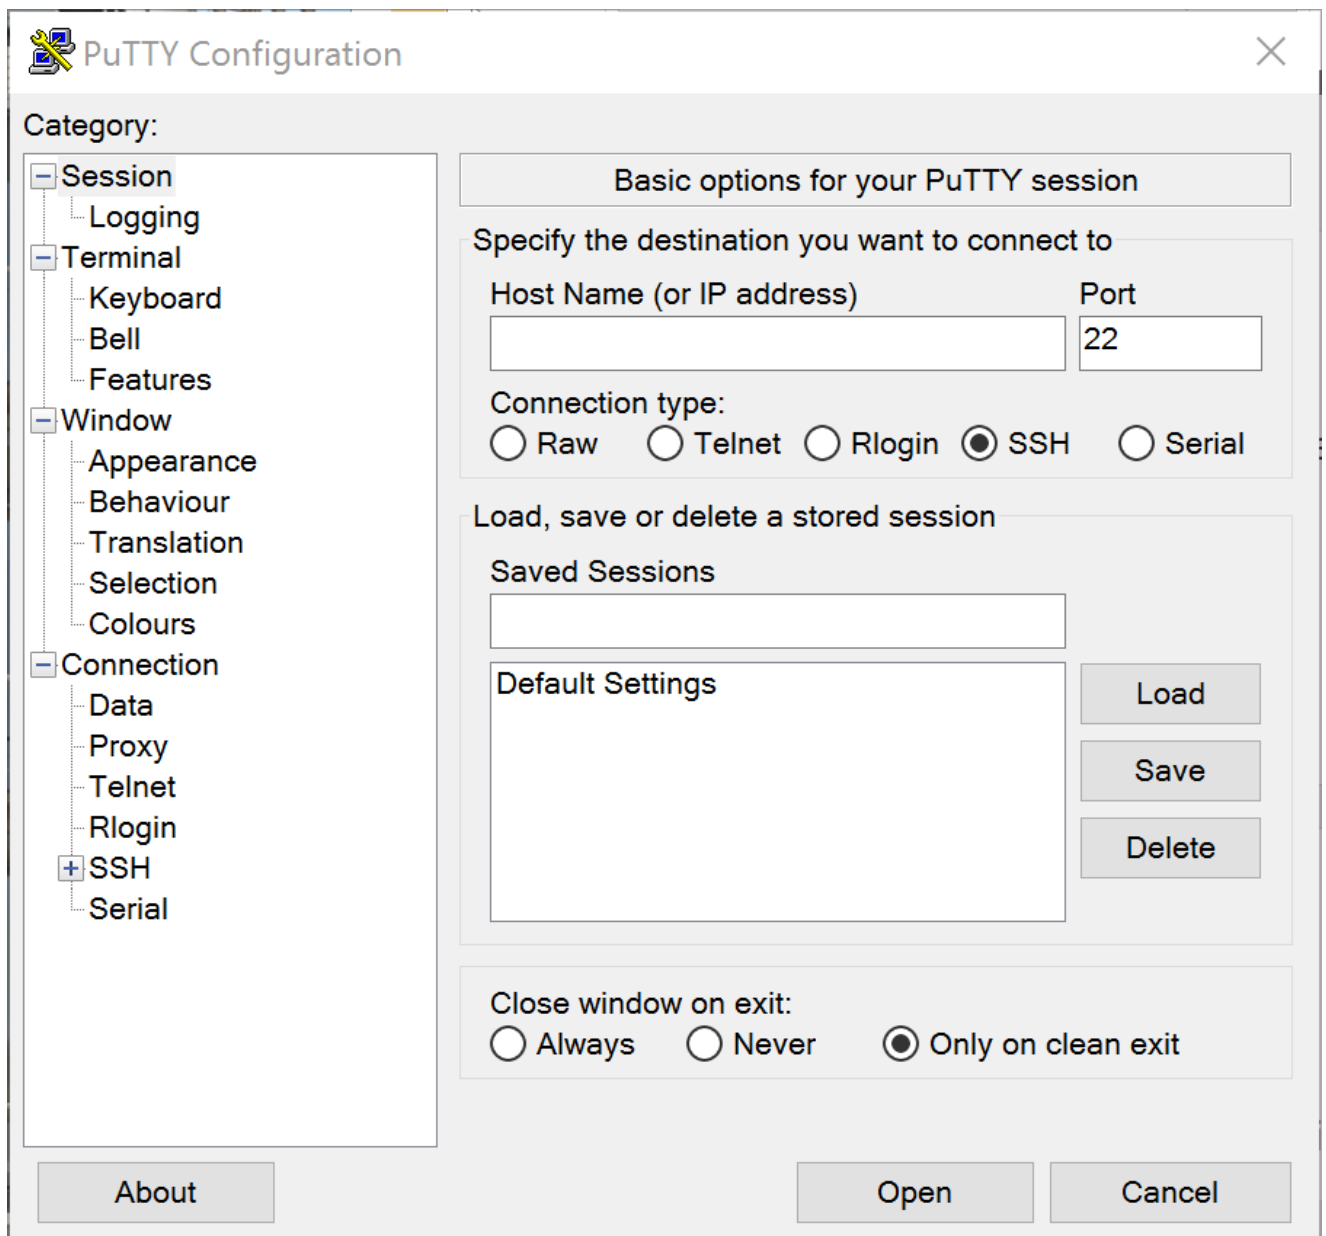 PuTTY Configuration
Category:
Session
Logging
Terminal
Keyboard
Bell
Features
Window
Appearance
Behaviour
Translation
Selection
Colours
Connection
Data
Proxy
Telnet
Rlogin
SSH
Serial
Basic options for your PuTTY session
Specify the destination you want to connect to
Host Name (or IP address) Port
22
Connection type:
Raw Telnet Rlogin SSH Serial
Load, save or delete a stored session
Saved Sessions
Default Settings
Load
Save
Delete
Close window on exit:
Always Never Only on clean exit
About Open Cancel